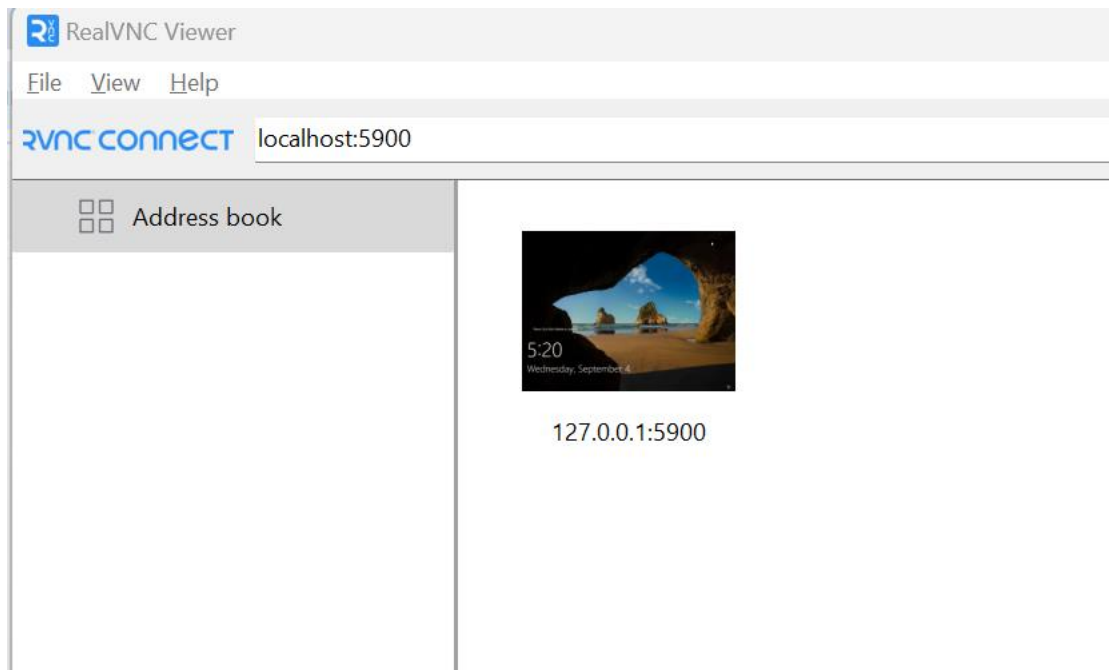 RealVNC Viewer
File View Help
RVNC CONNECT localhost:5900
Address book
5:20
Wednesday, September 4
127.0.0.1:5900